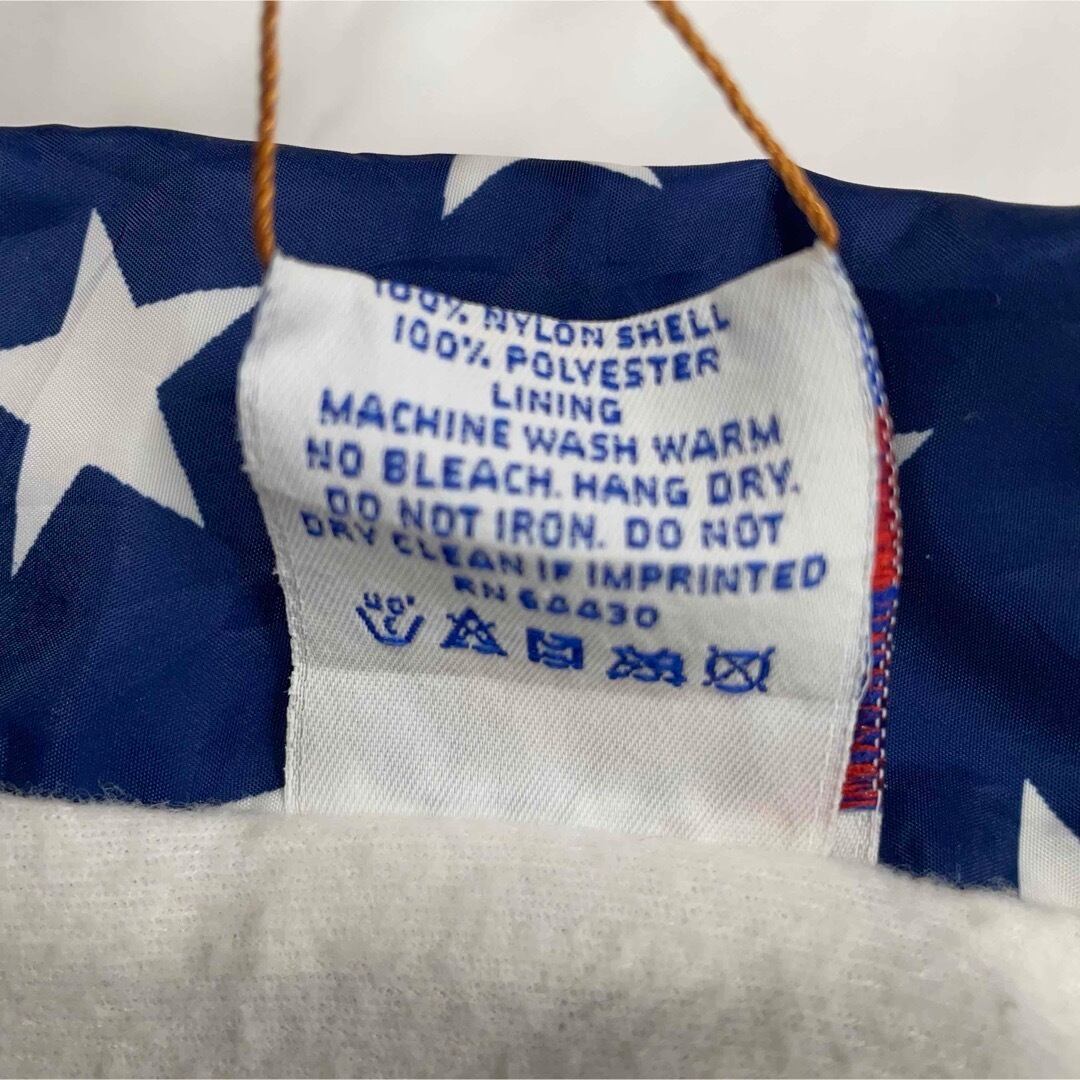 100% NYLON SHELL
100% POLYESTER
LINING
MACHINE WASH WARM
NO BLEACH. HANG DRY.
DO NOT IRON. DO NOT
DRY CLEAN IF IMPRINTED
RN 64430
40°
C